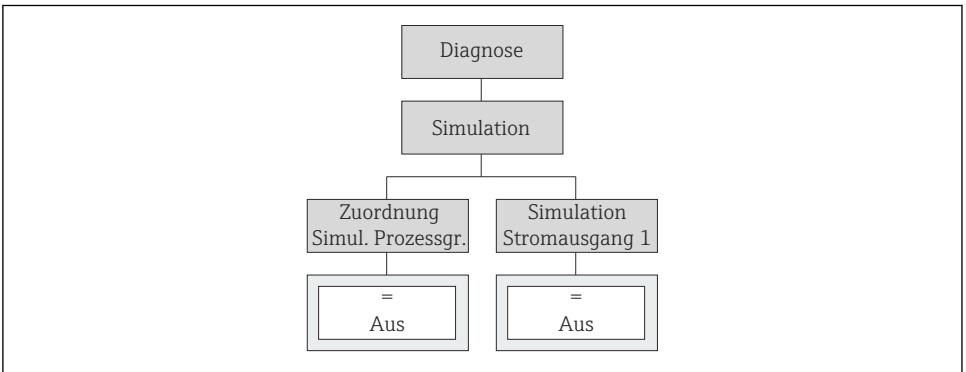 Diagnose
Simulation
Zuordnung
Simul. Prozessgr.
=
Aus
Simulation
Stromausgang 1
=
Aus